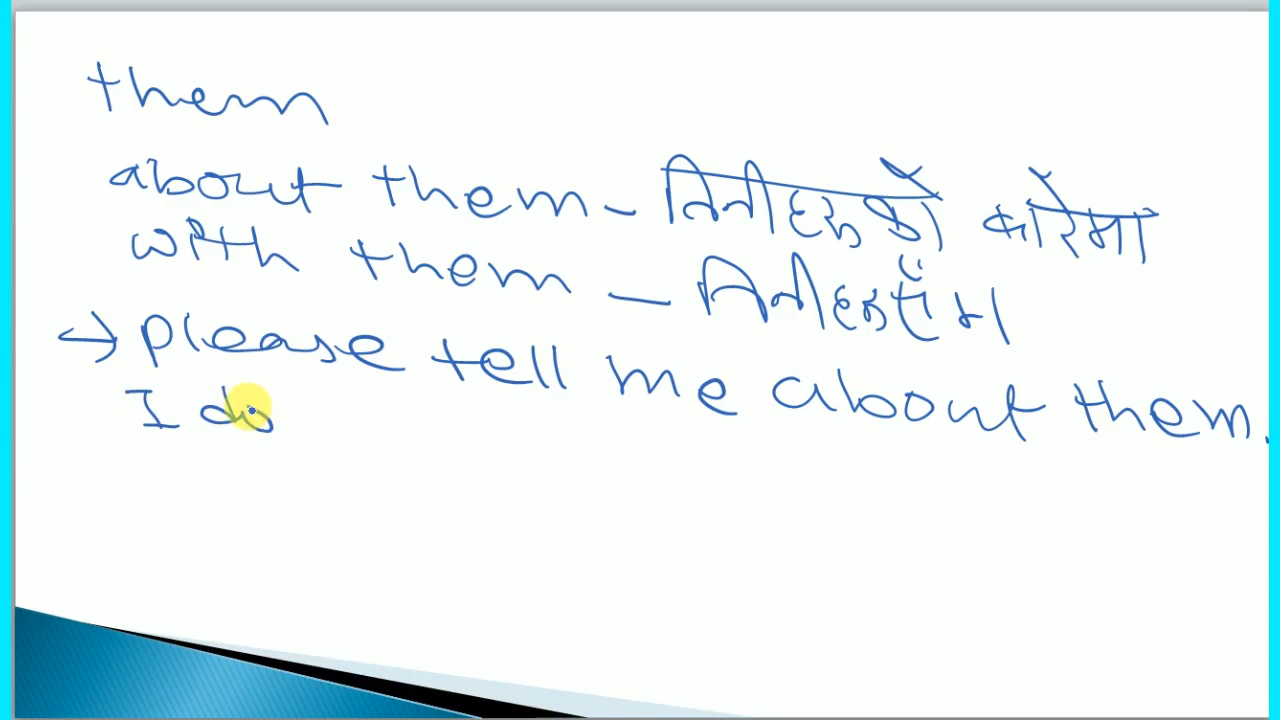 them
about them - तिनीहरूको बारेमा
with them - तिनीहरूसँग
→ please tell me about them.
I do